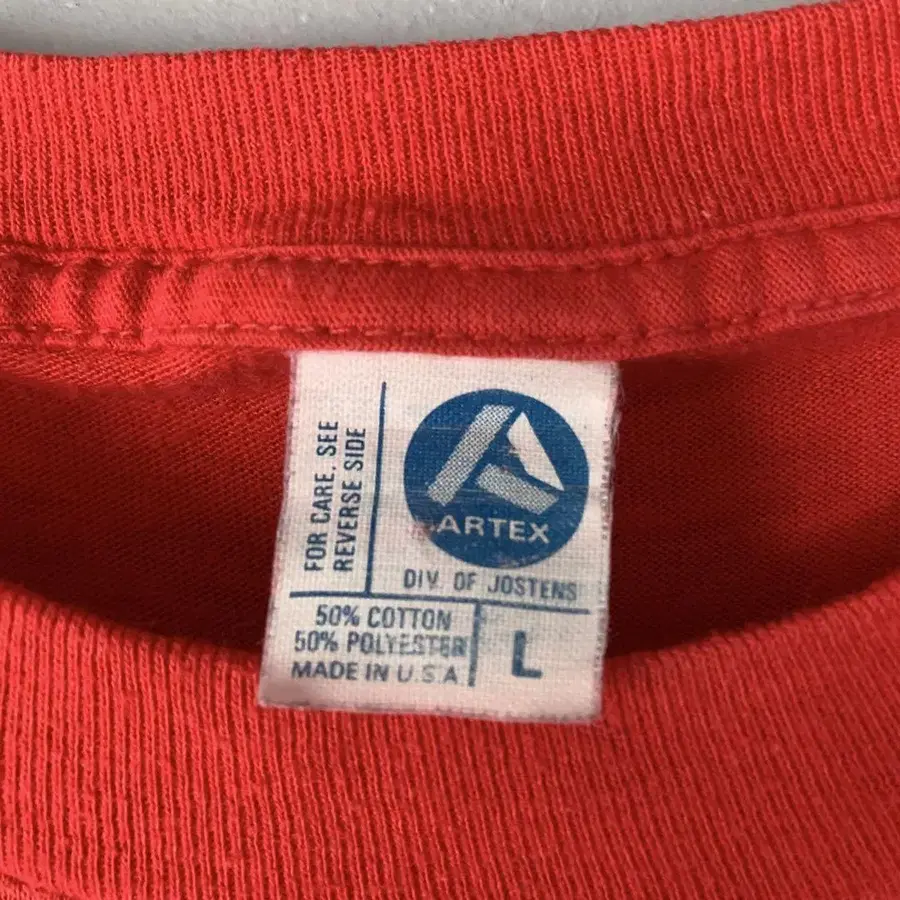 FOR CARE, SEE
REVERSE SIDE
ARTEX
DIV. OF JOSTENS
50% COTTON
50% POLYESTER
MADE IN U.S.A
L